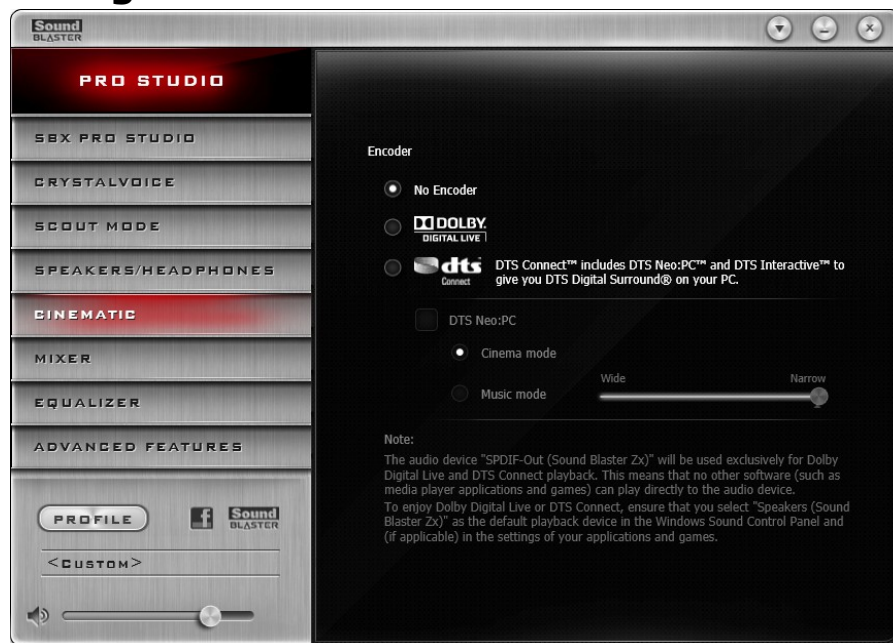 Sound
BLASTER
PRO STUDIO
SBX PRO STUDIO
CRYSTALVOICE
SCOUT MODE
SPEAKERS/HEADPHONES
CINEMATIC
MIXER
EQUALIZER
ADVANCED FEATURES
PROFILE
f
Sound
BLASTER
<CUSTOM>
Encoder
No Encoder
DOLBY.
DIGITAL LIVE
dts
Connect
DTS Connect™ includes DTS Neo:PC™ and DTS Interactive™ to
give you DTS Digital Surround® on your PC.
DTS Neo:PC
Cinema mode
Music mode
Wide Narrow
Note:
The audio device "SPDIF-Out (Sound Blaster Zx)" will be used exclusively for Dolby
Digital Live and DTS Connect playback. This means that no other software (such as
media player applications and games) can play directly to the audio device.
To enjoy Dolby Digital Live or DTS Connect, ensure that you select "Speakers (Sound
Blaster Zx)" as the default playback device in the Windows Sound Control Panel and
(if applicable) in the settings of your applications and games.